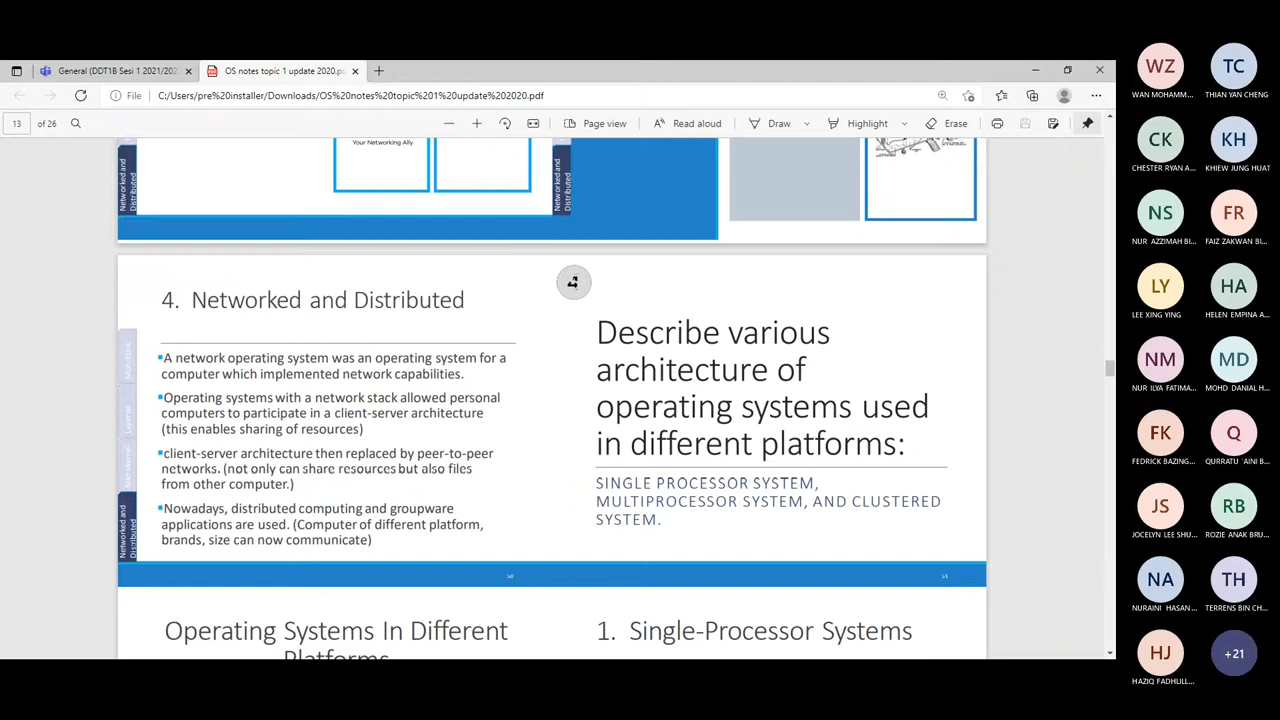 General (DDT1B Sesi 1 2021/202
OS notes topic 1 update 2020.pd
File
C:/Users/pre%20installer/Downloads/OS%20notes%20topic%201%20update%202020.pdf
13 of 26
Page view
Read aloud
Draw
Highlight
Erase
Your Networking Ally
Networked and
Distributed
Networked and
Distributed
4. Networked and Distributed
Monolithic
Layered
Microkernel
Networked and
Distributed
A network operating system was an operating system for a
computer which implemented network capabilities.
Operating systems with a network stack allowed personal
computers to participate in a client-server architecture
(this enables sharing of resources)
client-server architecture then replaced by peer-to-peer
networks. (not only can share resources but also files
from other computer.)
Nowadays, distributed computing and groupware
applications are used. (Computer of different platform,
brands, size can now communicate)
4
Describe various
architecture of
operating systems used
in different platforms:
SINGLE PROCESSOR SYSTEM,
MULTIPROCESSOR SYSTEM, AND CLUSTERED
SYSTEM.
Operating Systems In Different
Platforms
1. Single-Processor Systems
WZ
WAN MOHAMM...
TC
THIAN YAN CHENG
CK
CHESTER RYAN A...
KH
KHIEW JUNG HUAT
NS
NUR AZZIMAH BI...
FR
FAIZ ZAKWAN BI...
LY
LEE XING YING
HA
HELEN EMPINA A...
NM
NUR ILYA FATIMA...
MD
MOHD DANIAL H...
FK
FEDRICK BAZING...
Q
QURRATU 'AINI B...
JS
JOCELYN LEE SHU...
RB
ROZIE ANAK BRU...
NA
NURAINI HASAN ...
TH
TERRENS BIN CH...
HJ
HAZIQ FADHLILL...
+21